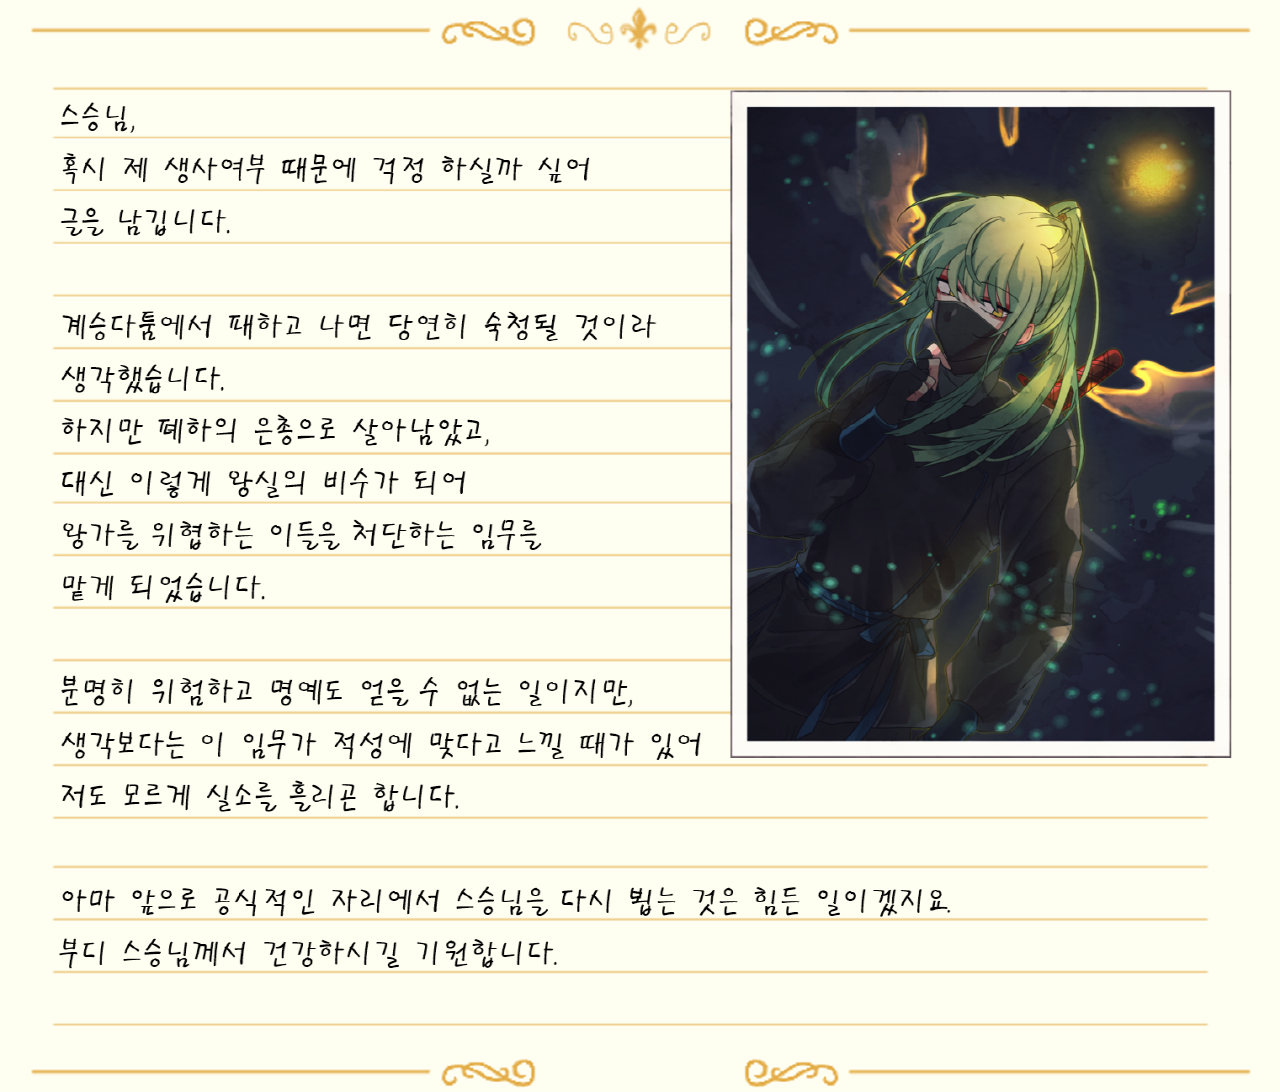 스승님,
혹시 제 생사여부 때문에 걱정 하실까 싶어
글을 남깁니다.
계승다툼에서 패하고 나면 당연히 숙청될 것이라
생각했습니다.
하지만 폐하의 은총으로 살아남았고,
대신 이렇게 왕실의 비수가 되어
왕가를 위협하는 이들을 처단하는 임무를
맡게 되었습니다.
분명히 위험하고 명예도 얻을 수 없는 일이지만,
생각보다는 이 임무가 적성에 맞다고 느낄 때가 있어
저도 모르게 실소를 흘리곤 합니다.
아마 앞으로 공식적인 자리에서 스승님을 다시 뵙는 것은 힘든 일이겠지요.
부디 스승님께서 건강하시길 기원합니다.